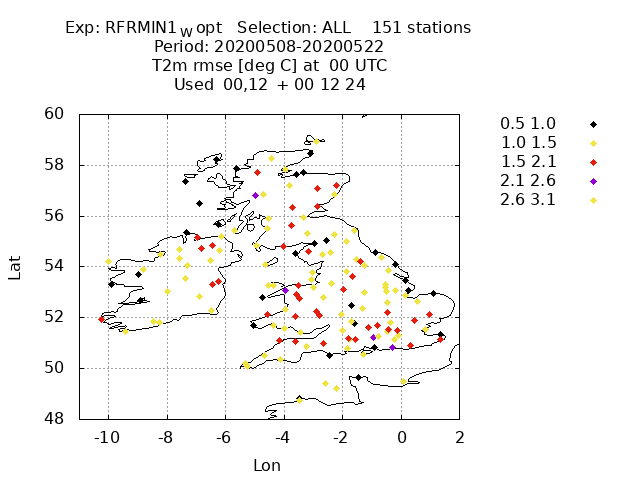 Exp: RFRMIN1_W opt Selection: ALL 151 stations
Period: 20200508-20200522
T2m rmse [deg C] at 00 UTC
Used 00,12 + 00 12 24
60
58
56
54
52
50
48
Lat
-10 -8 -6 -4 -2 0 2
Lon
0.5 1.0
1.0 1.5
1.5 2.1
2.1 2.6
2.6 3.1